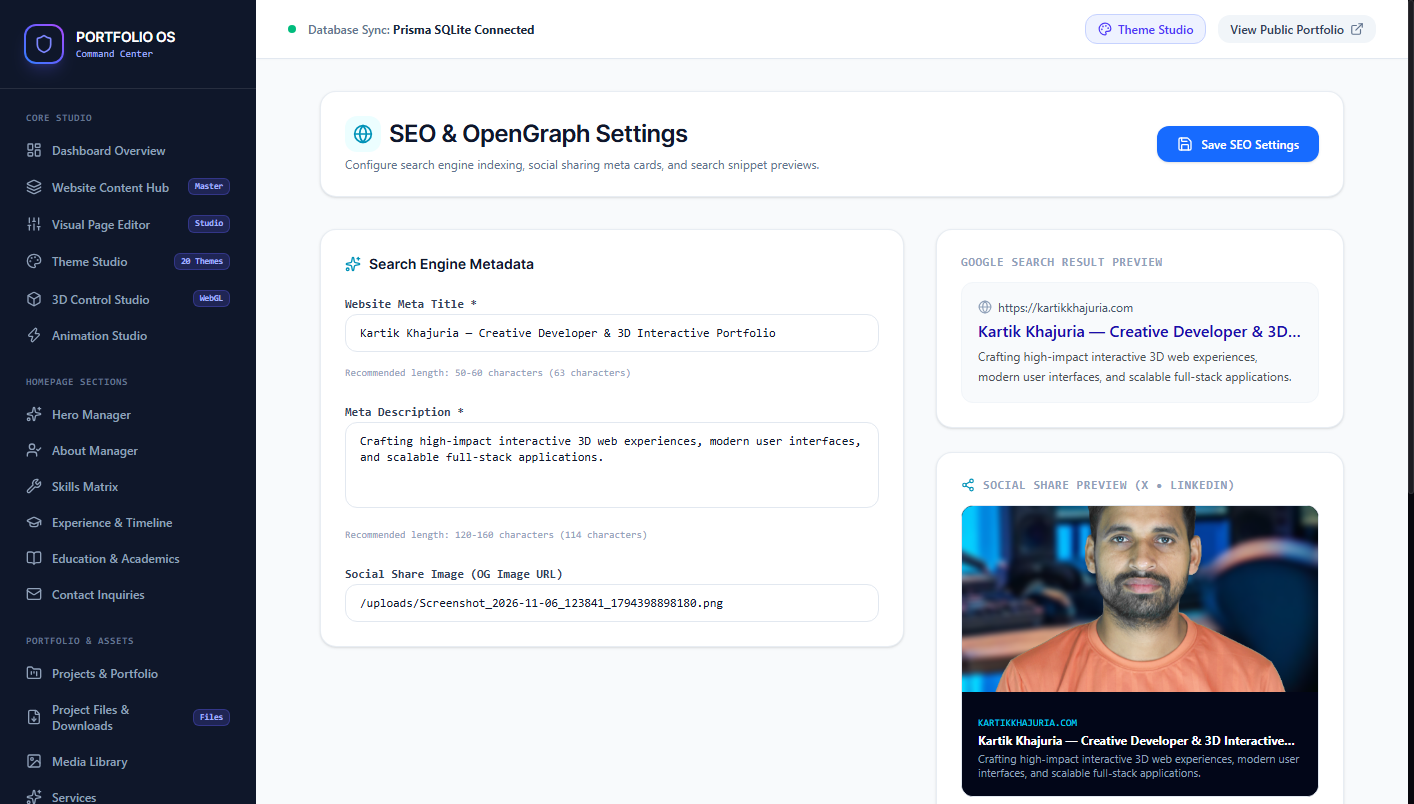 PORTFOLIO OS
Command Center
CORE STUDIO
Dashboard Overview
Website Content Hub Master
Visual Page Editor Studio
Theme Studio 20 Themes
3D Control Studio WebGL
Animation Studio
HOMEPAGE SECTIONS
Hero Manager
About Manager
Skills Matrix
Experience & Timeline
Education & Academics
Contact Inquiries
PORTFOLIO & ASSETS
Projects & Portfolio
Project Files &
Downloads
Files
Media Library
Services
Database Sync: Prisma SQLite Connected
Theme Studio
View Public Portfolio
SEO & OpenGraph Settings
Configure search engine indexing, social sharing meta cards, and search snippet previews.
Save SEO Settings
Search Engine Metadata
Website Meta Title *
Kartik Khajuria — Creative Developer & 3D Interactive Portfolio
Recommended length: 50-60 characters (63 characters)
Meta Description *
Crafting high-impact interactive 3D web experiences, modern user interfaces,
and scalable full-stack applications.
Recommended length: 120-160 characters (114 characters)
Social Share Image (OG Image URL)
/uploads/Screenshot_2026-11-06_123841_1794398898180.png
GOOGLE SEARCH RESULT PREVIEW
https://kartikkhajuria.com
Kartik Khajuria — Creative Developer & 3D...
Crafting high-impact interactive 3D web experiences,
modern user interfaces, and scalable full-stack applications.
SOCIAL SHARE PREVIEW (X • LINKEDIN)
KARTIKKHAJURIA.COM
Kartik Khajuria — Creative Developer & 3D Interactive...
Crafting high-impact interactive 3D web experiences, modern user
interfaces, and scalable full-stack applications.